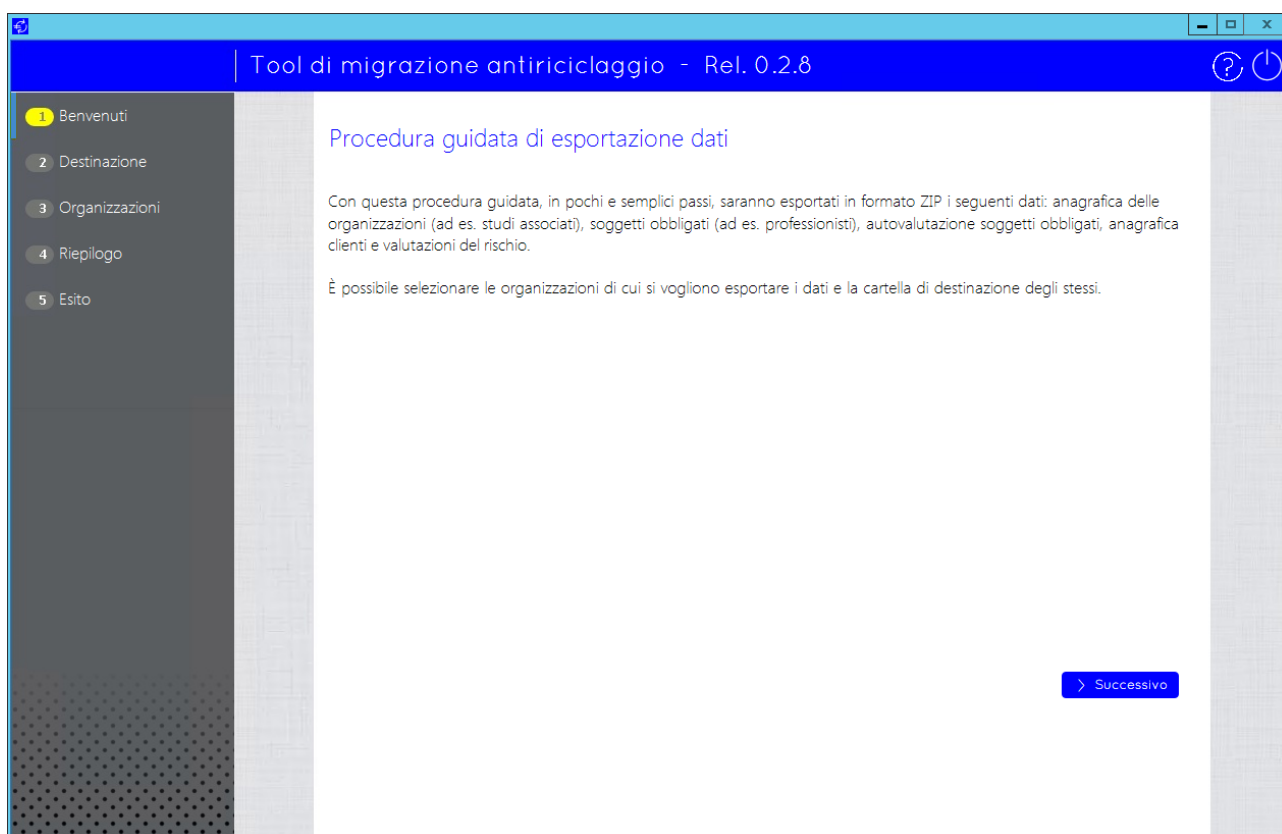 Tool di migrazione antiriciclaggio - Rel. 0.2.8
1 Benvenuti
2 Destinazione
3 Organizzazioni
4 Riepilogo
5 Esito
Procedura guidata di esportazione dati
Con questa procedura guidata, in pochi e semplici passi, saranno esportati in formato ZIP i seguenti dati: anagrafica delle
organizzazioni (ad es. studi associati), soggetti obbligati (ad es. professionisti), autovalutazione soggetti obbligati, anagrafica
clienti e valutazioni del rischio.
È possibile selezionare le organizzazioni di cui si vogliono esportare i dati e la cartella di destinazione degli stessi.
> Successivo